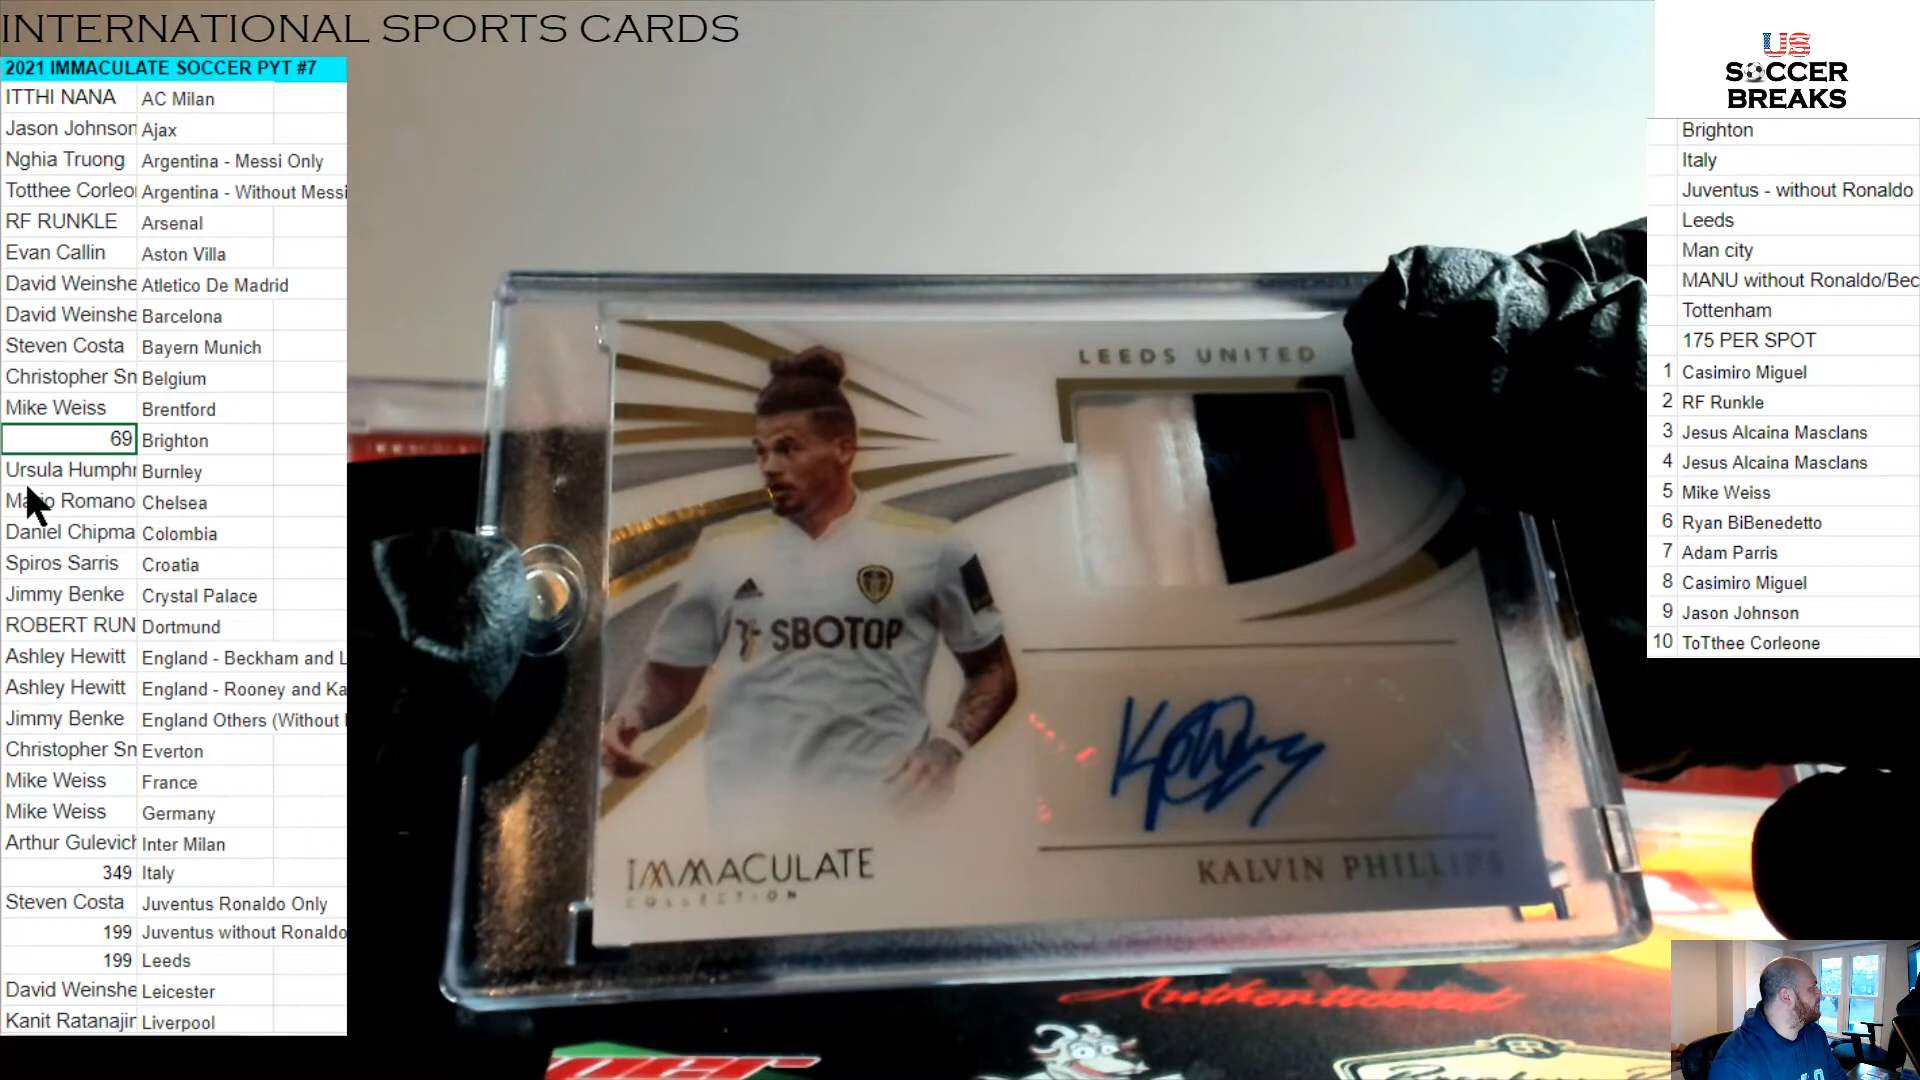 INTERNATIONAL SPORTS CARDS
2021 IMMACULATE SOCCER PYT #7
ITTHI NANA AC Milan
Jason Johnson Ajax
Nghia Truong Argentina - Messi Only
Totthee Corleo Argentina - Without Messi
RF RUNKLE Arsenal
Evan Callin Aston Villa
David Weinshe Atletico De Madrid
David Weinshe Barcelona
Steven Costa Bayern Munich
Christopher Sn Belgium
Mike Weiss Brentford
69 Brighton
Ursula Humphr Burnley
Romano Chelsea
Daniel Chipma Colombia
Spiros Sarris Croatia
Jimmy Benke Crystal Palace
ROBERT RUN Dortmund
Ashley Hewitt England - Beckham and L
Ashley Hewitt England - Rooney and Ka
Jimmy Benke England Others (Without
Christopher Sn Everton
Mike Weiss France
Mike Weiss Germany
Arthur Gulevich Inter Milan
349 Italy
Steven Costa Juventus Ronaldo Only
199 Juventus without Ronaldo
199 Leeds
David Weinshe Leicester
Kanit Ratanajir Liverpool
LEEDS UNITED
SBOTOP
IMMACULATE
COLLECTION
KALVIN PHILLIPS
Authenticated
US
SOCCER
BREAKS
Brighton
Italy
Juventus - without Ronaldo
Leeds
Man city
MANU without Ronaldo/Bec
Tottenham
175 PER SPOT
1 Casimiro Miguel
2 RF Runkle
3 Jesus Alcaina Masclans
4 Jesus Alcaina Masclans
5 Mike Weiss
6 Ryan BiBenedetto
7 Adam Parris
8 Casimiro Miguel
9 Jason Johnson
10 ToTthee Corleone